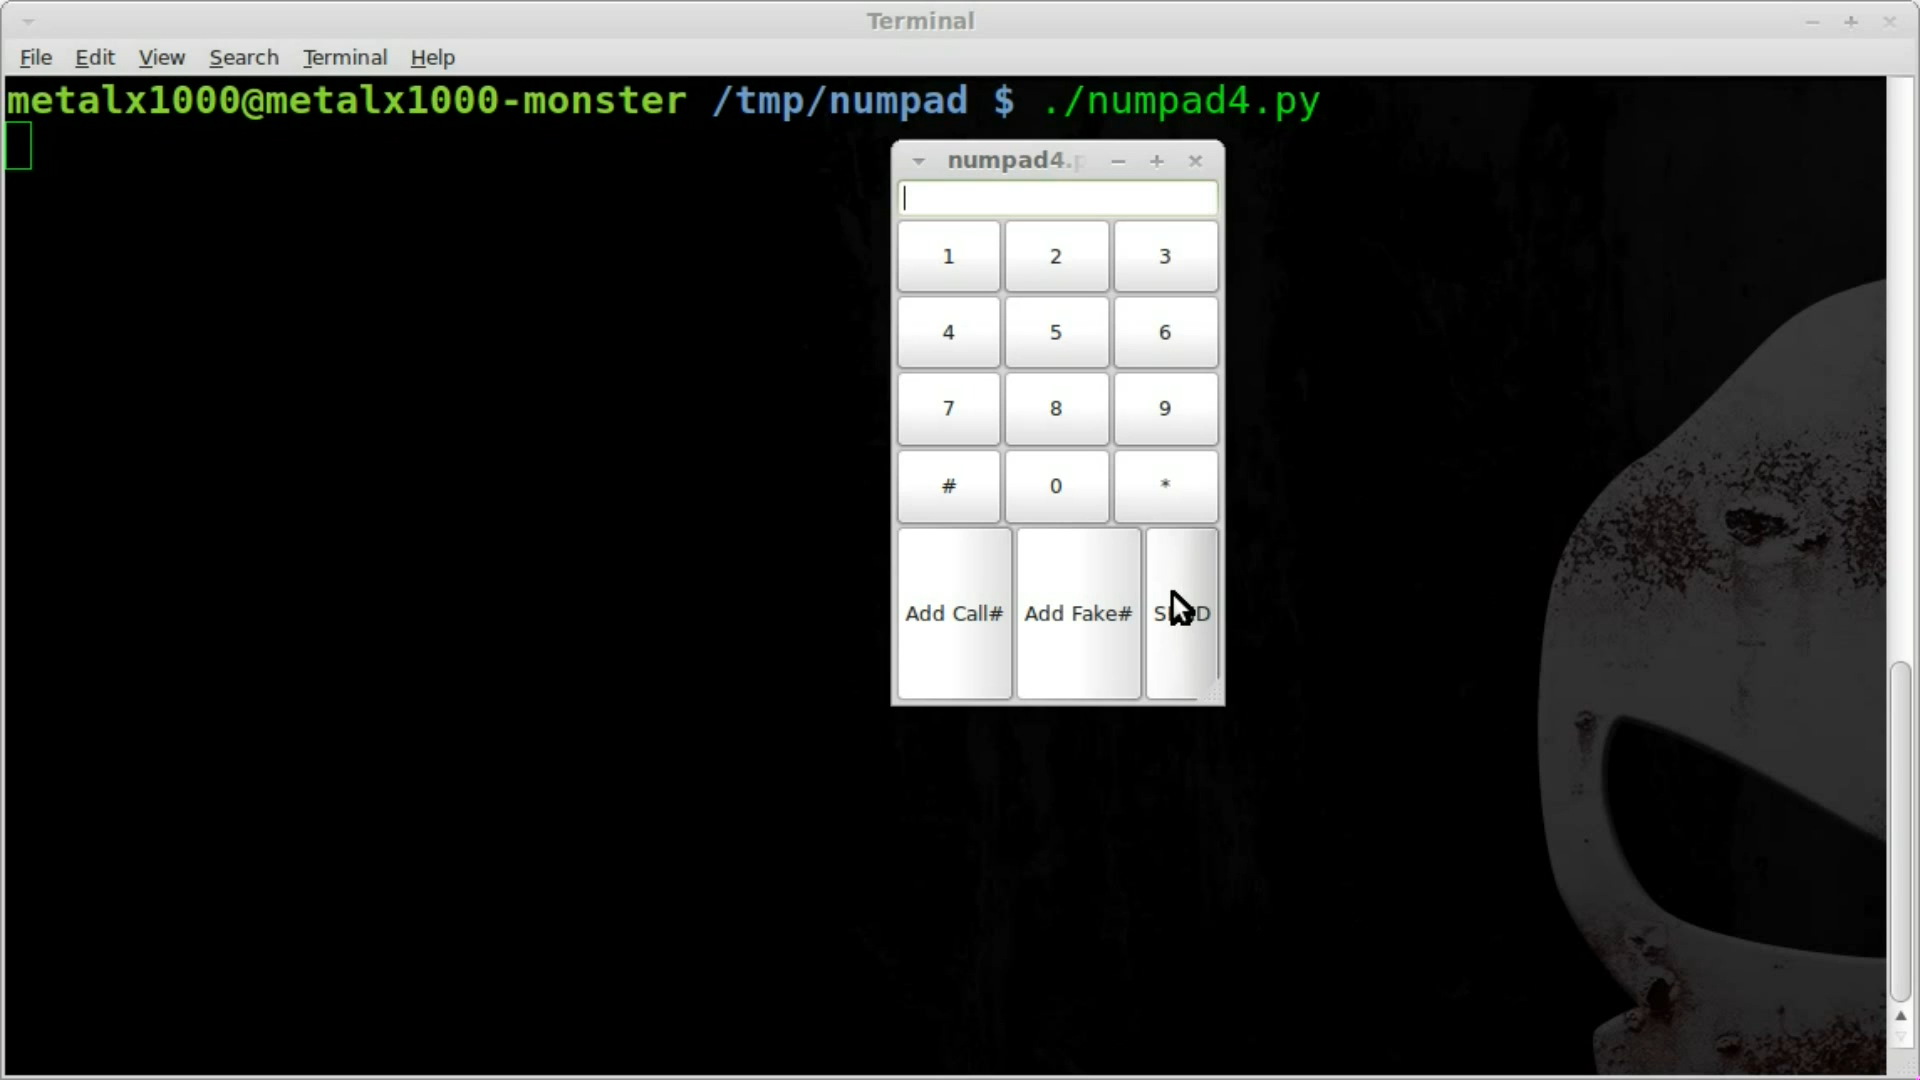 Terminal
File Edit View Search Terminal Help
metalx1000@metalx1000-monster /tmp/numpad $ ./numpad4.py
numpad4.p
1 2 3
4 5 6
7 8 9
# 0 *
Add Call# Add Fake#